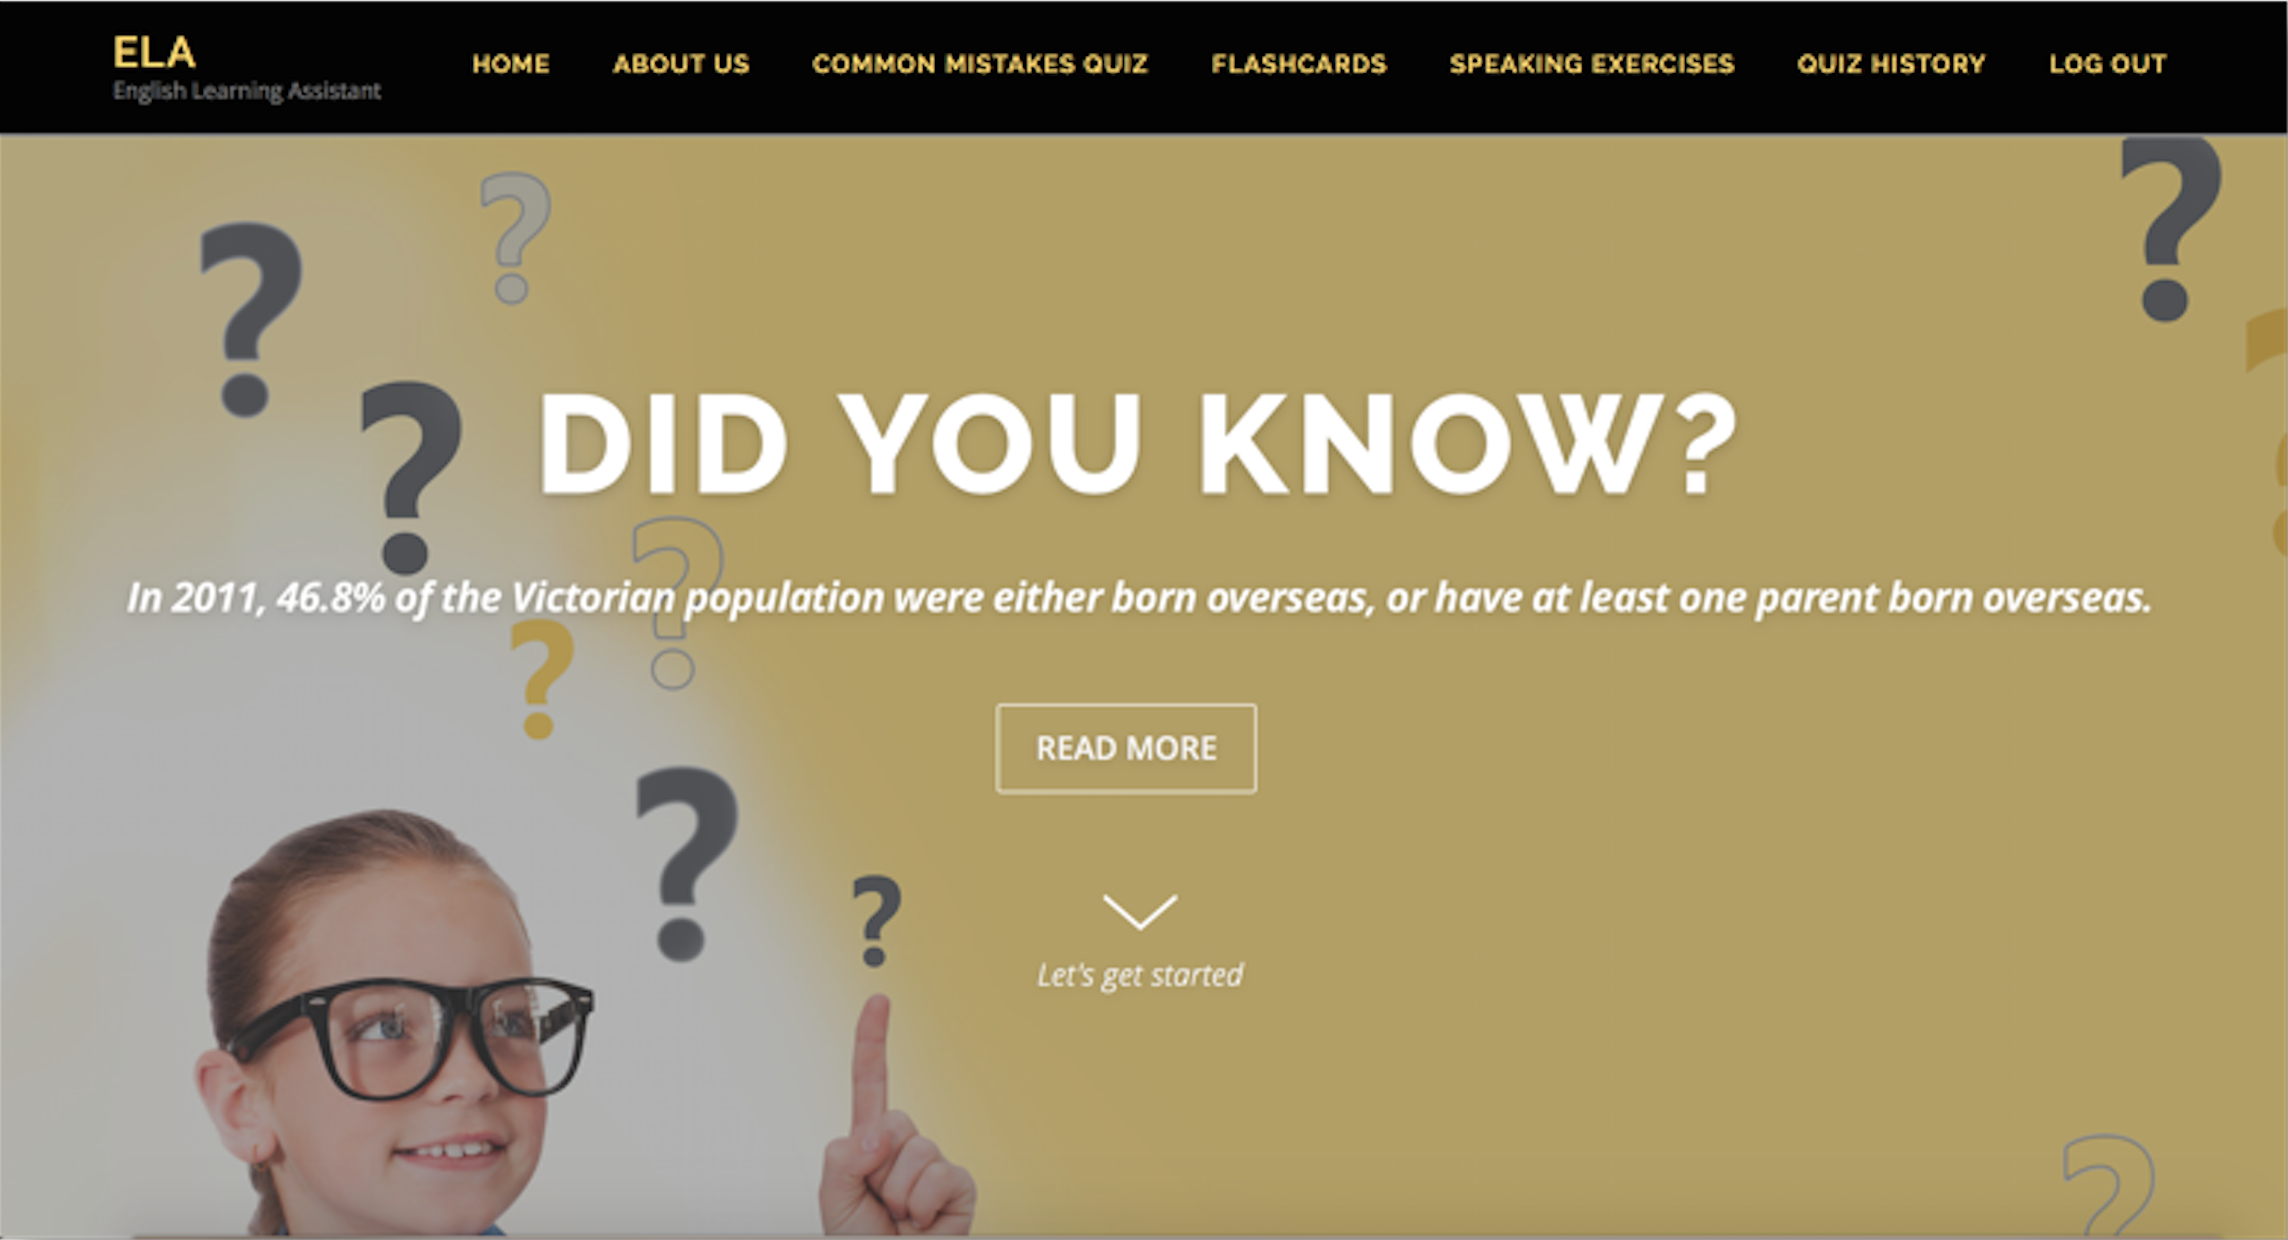 ELA
English Learning Assistant
HOME ABOUT US COMMON MISTAKES QUIZ FLASHCARDS SPEAKING EXERCISES QUIZ HISTORY LOG OUT
DID YOU KNOW?
In 2011, 46.8% of the Victorian population were either born overseas, or have at least one parent born overseas.
READ MORE
Let's get started